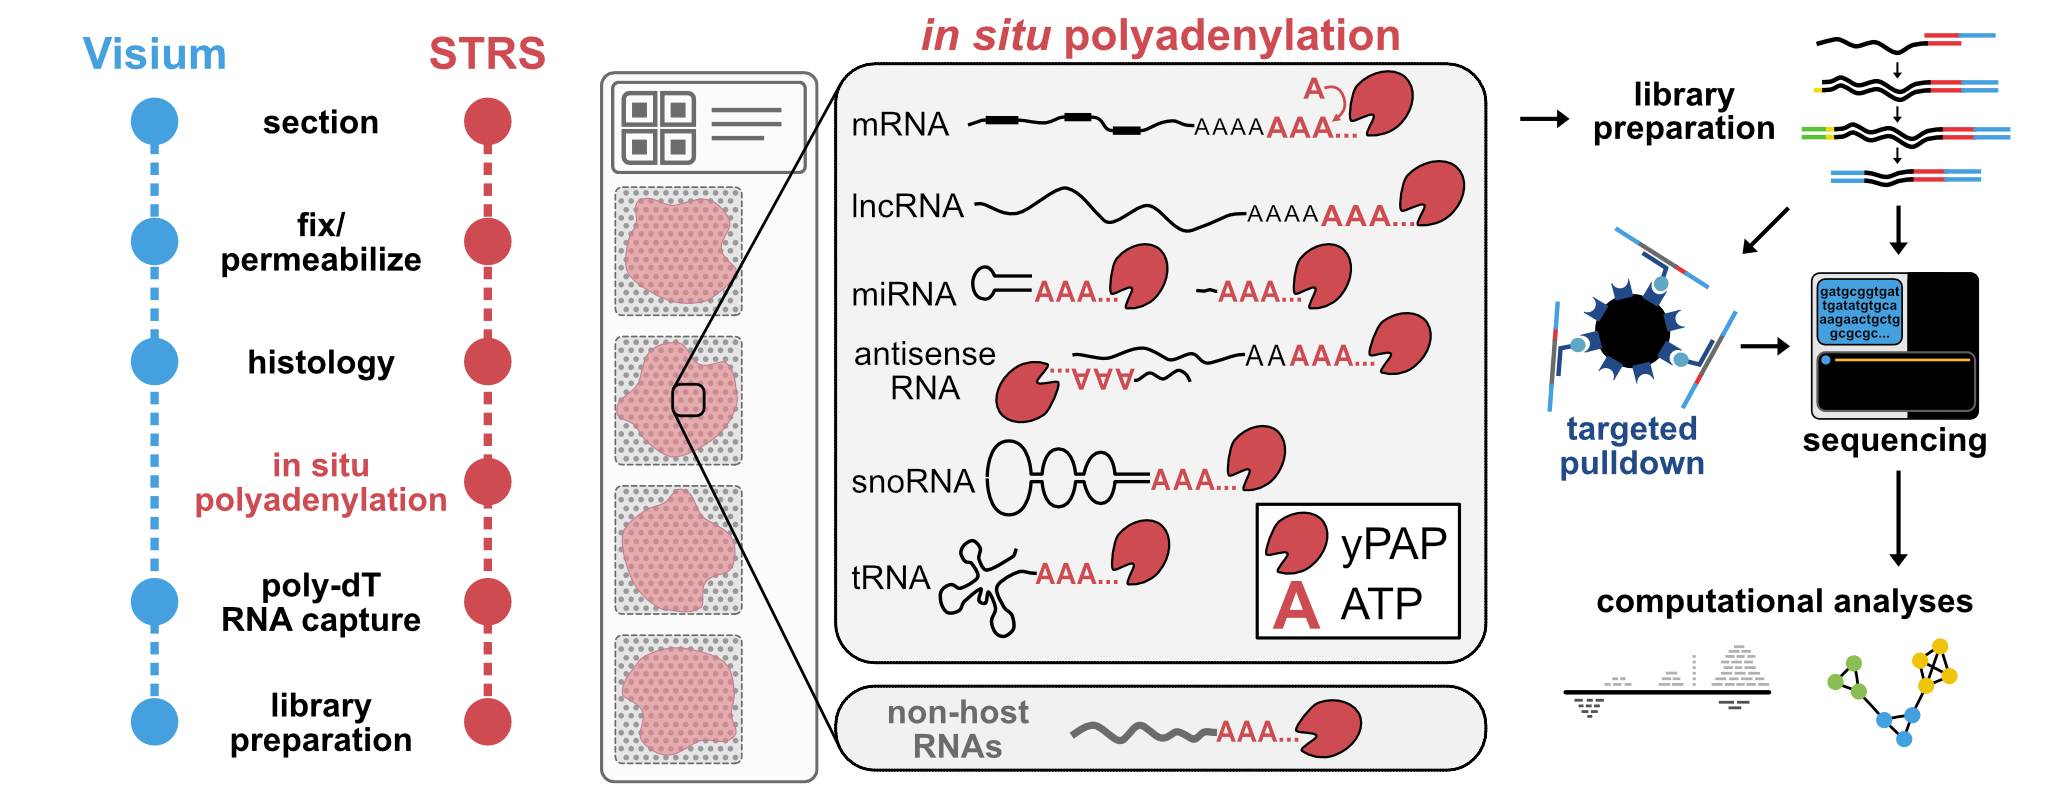 Visium
STRS
section
fix/
permeabilize
histology
in situ
polyadenylation
poly-dT
RNA capture
library
preparation
in situ polyadenylation
mRNA
AAAAAAA...
A
lncRNA
AAAAAAA...
miRNA
AAA...
AAA...
antisense
RNA
AAAAA...
AAA...
snoRNA
AAA...
tRNA
AAA...
yPAP
A
ATP
non-host
RNAs
AAA...
library
preparation
targeted
pulldown
gatgcggtgat
tgatatgtgca
aagaactgctg
gcgcgc...
sequencing
computational analyses